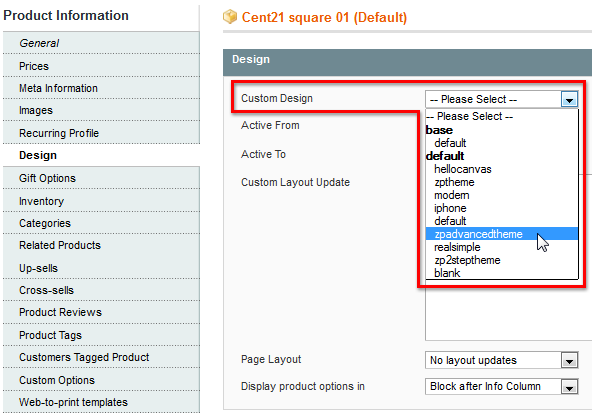 Product Information
General
Prices
Meta Information
Images
Recurring Profile
Design
Gift Options
Inventory
Categories
Related Products
Up-sells
Cross-sells
Product Reviews
Product Tags
Customers Tagged Product
Custom Options
Web-to-print templates
Cent21 square 01 (Default)
Design
Custom Design
-- Please Select --
-- Please Select --
base
default
default
hellocanvas
zptheme
modern
iphone
default
zpadvancedtheme
realsimple
zp2steptheme
blank
Active From
Active To
Custom Layout Update
Page Layout
No layout updates
Display product options in
Block after Info Column